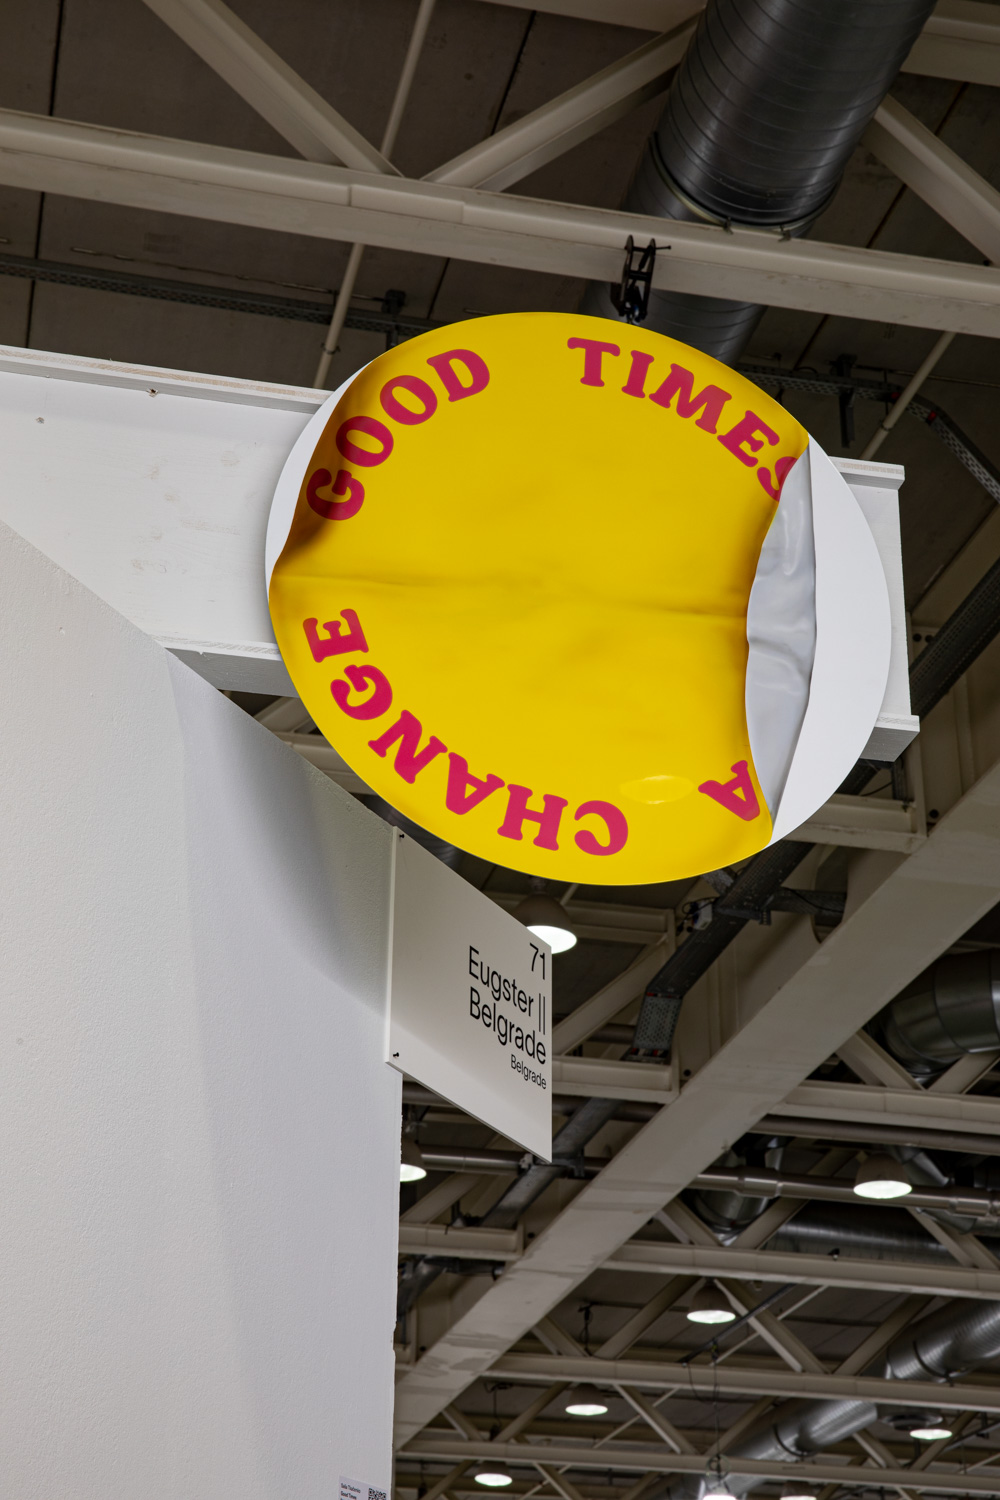 GOOD TIMES
A CHANGE
71
Eugster ||
Belgrade
Belgrade